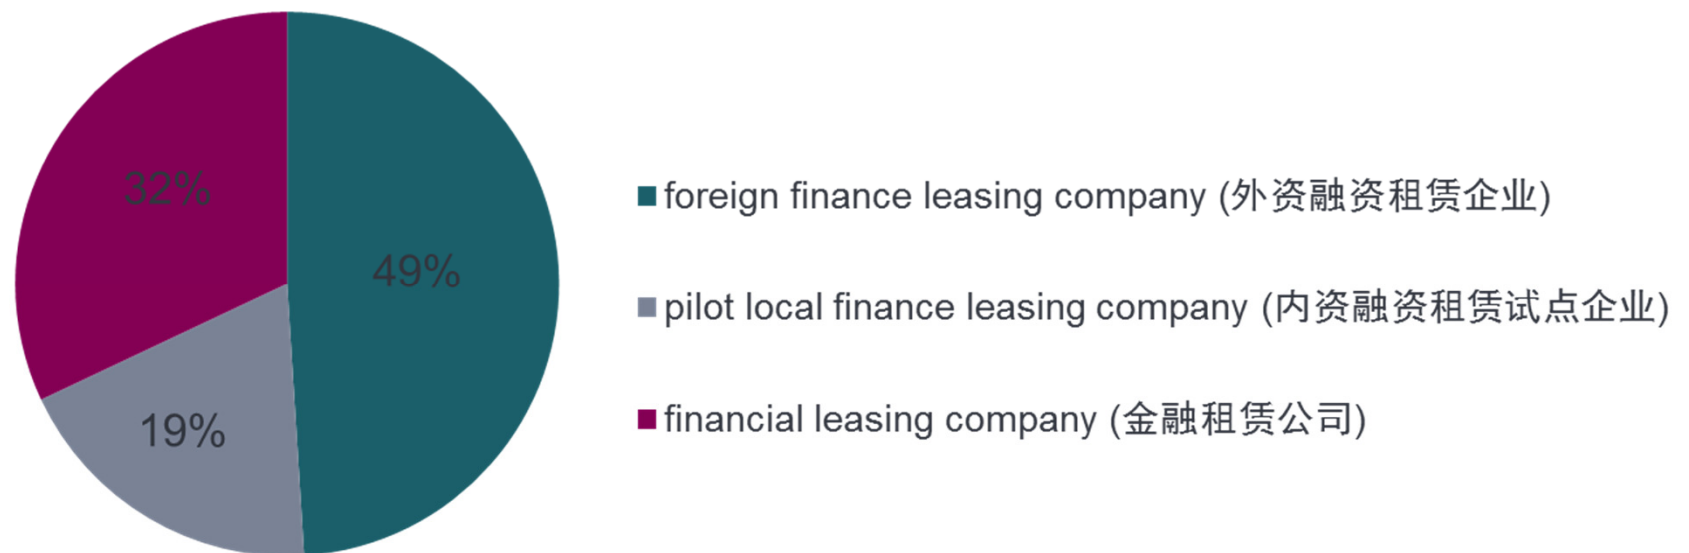 32%
49%
19%
foreign finance leasing company (外资融资租赁企业)
pilot local finance leasing company (内资融资租赁试点企业)
financial leasing company (金融租赁公司)